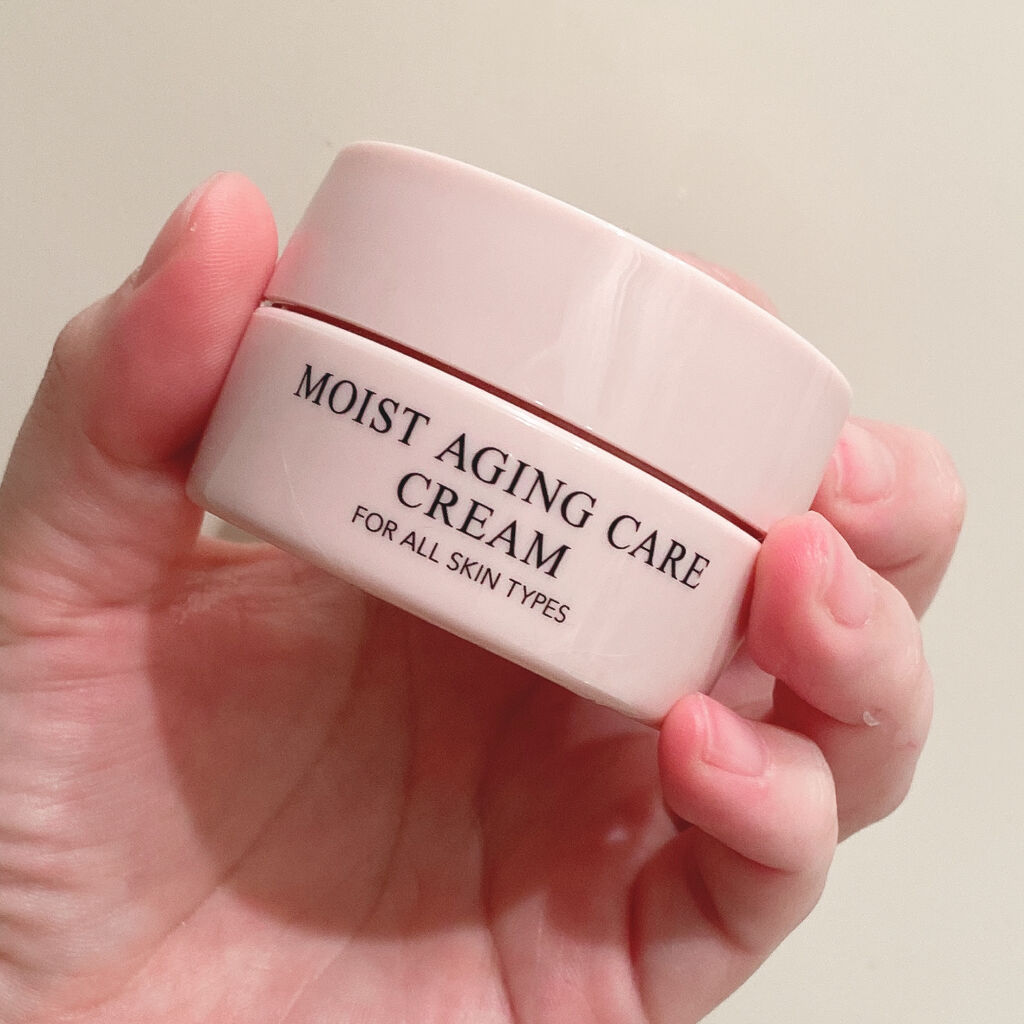 MOIST AGING CARE
CREAM
FOR ALL SKIN TYPES